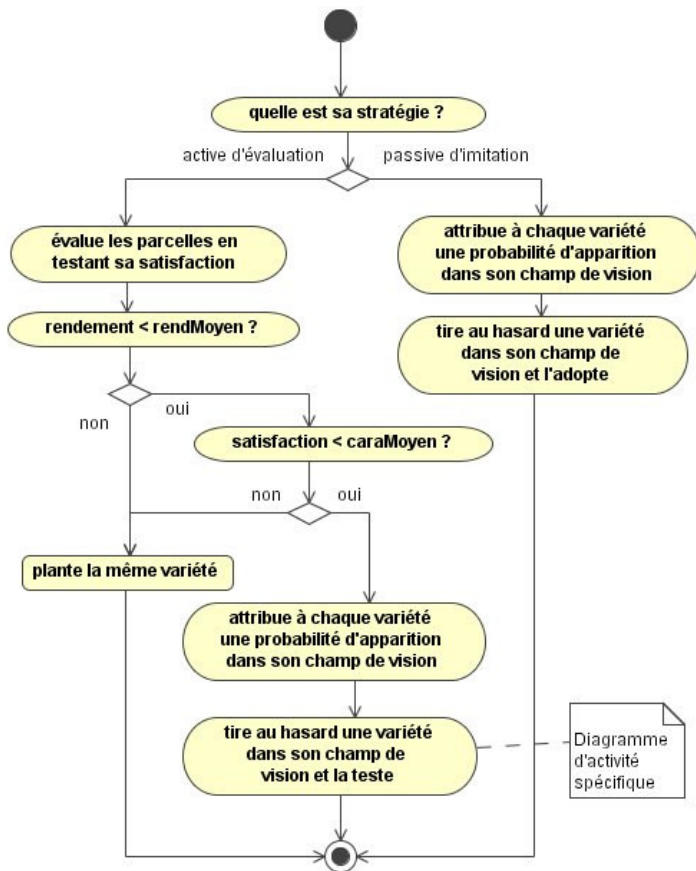 quelle est sa stratégie ?
active d'évaluation
passive d'imitation
évalue les parcelles en
testant sa satisfaction
attribue à chaque variété
une probabilité d'apparition
dans son champ de vision
rendement < rendMoyen ?
tire au hasard une variété
dans son champ de
vision et l'adopte
oui
non
satisfaction < caraMoyen ?
non
oui
plante la même variété
attribue à chaque variété
une probabilité d'apparition
dans son champ de vision
tire au hasard une variété
dans son champ de
vision et la teste
Diagramme
d'activité
spécifique